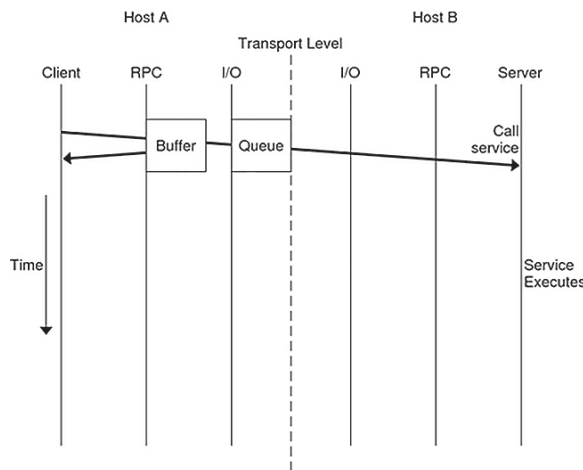 Host A
Host B
Transport Level
Client
RPC
I/O
I/O
RPC
Server
Buffer
Queue
Call
service
Time
Service
Executes